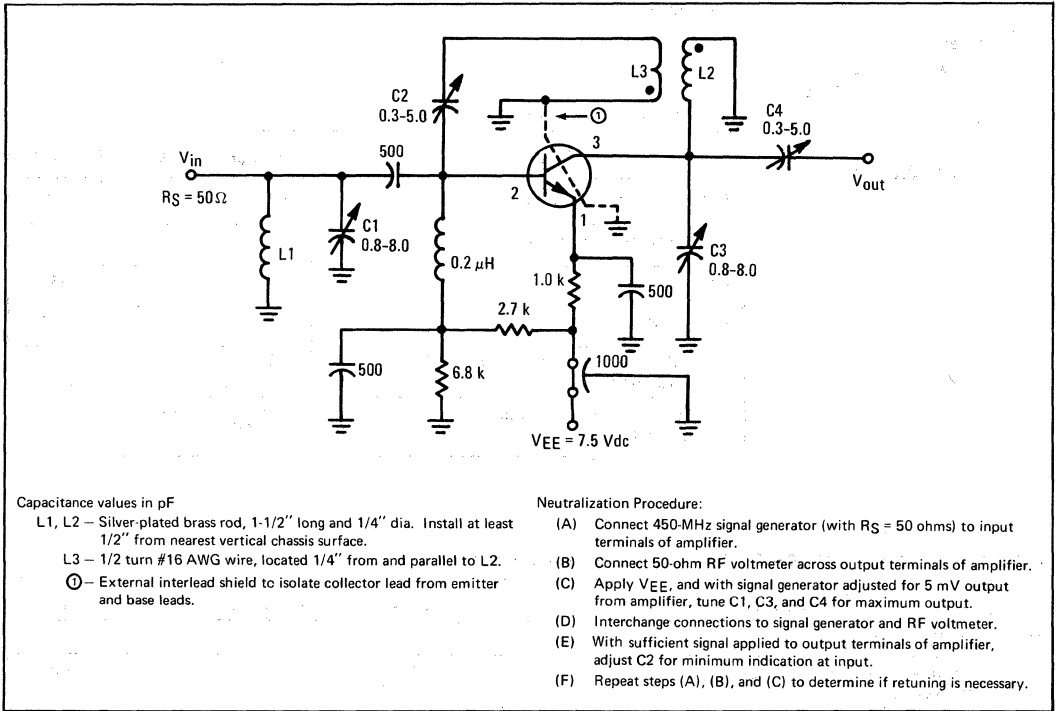 L3
L2
C2
0.3–5.0
①
C4
0.3–5.0
3
500
Vin
RS = 50Ω
2
Vout
1
L1
C1
0.8–8.0
0.2 μH
C3
0.8–8.0
1.0 k
500
2.7 k
500
6.8 k
1000
VEE = 7.5 Vdc
Capacitance values in pF
L1, L2 — Silver-plated brass rod, 1-1/2'' long and 1/4'' dia. Install at least
1/2'' from nearest vertical chassis surface.
L3 — 1/2 turn #16 AWG wire, located 1/4'' from and parallel to L2.
①— External interlead shield to isolate collector lead from emitter
and base leads.
Neutralization Procedure:
(A) Connect 450-MHz signal generator (with RS = 50 ohms) to input
terminals of amplifier.
(B) Connect 50-ohm RF voltmeter across output terminals of amplifier.
(C) Apply VEE, and with signal generator adjusted for 5 mV output
from amplifier, tune C1, C3, and C4 for maximum output.
(D) Interchange connections to signal generator and RF voltmeter.
(E) With sufficient signal applied to output terminals of amplifier,
adjust C2 for minimum indication at input.
(F) Repeat steps (A), (B), and (C) to determine if retuning is necessary.